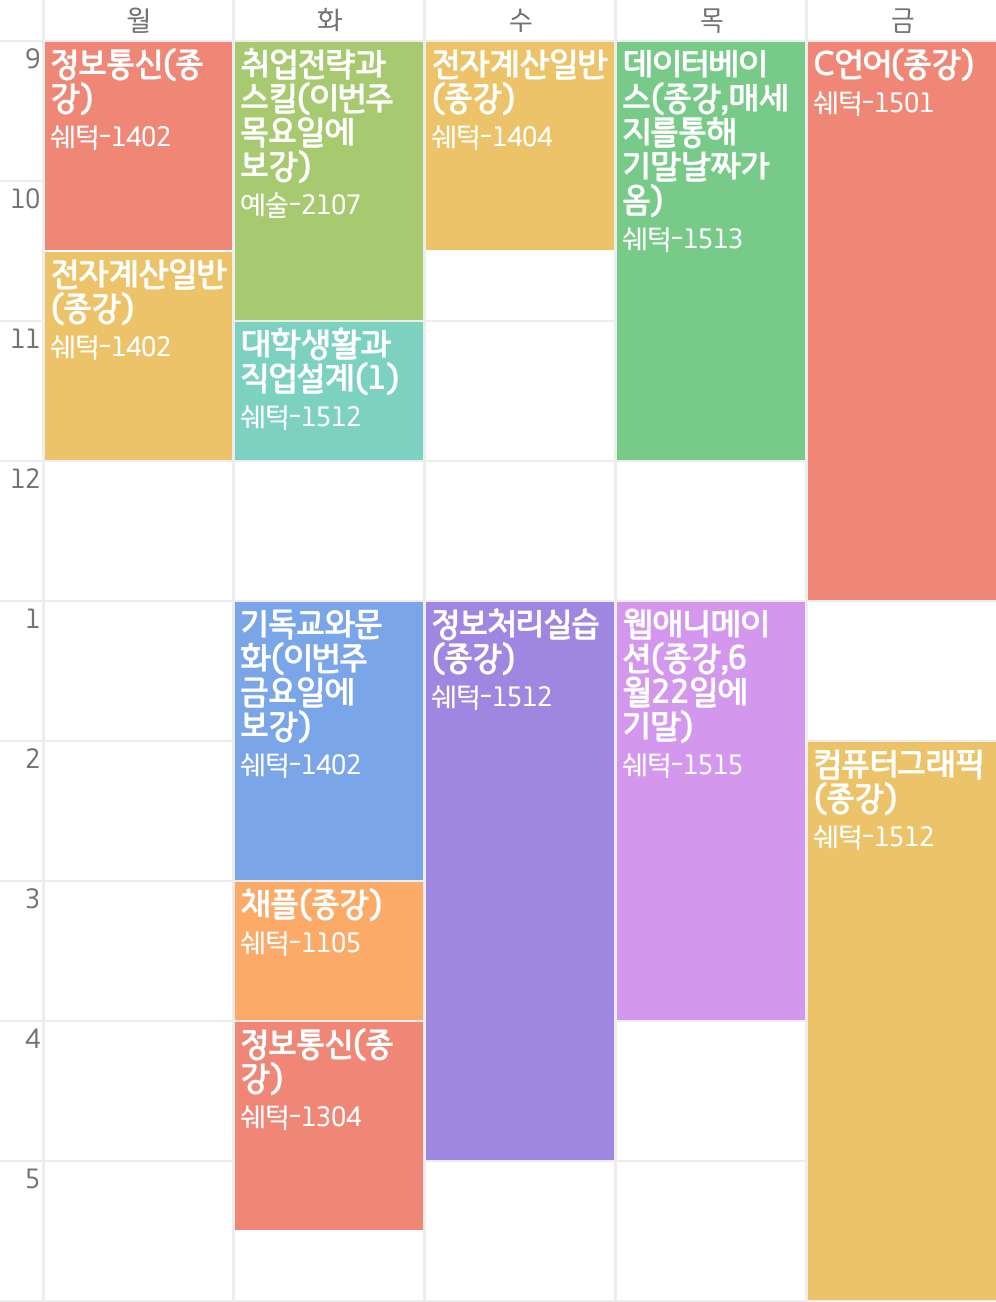 월 화 수 목 금
9
10
11
12
1
2
3
4
5
정보통신(종
강)
쉐턱-1402
전자계산일반
(종강)
쉐턱-1402
취업전략과
스킬(이번주
목요일에
보강)
예술-2107
대학생활과
직업설계(1)
쉐턱-1512
기독교와문
화(이번주
금요일에
보강)
쉐턱-1402
채플(종강)
쉐턱-1105
정보통신(종
강)
쉐턱-1304
전자계산일반
(종강)
쉐턱-1404
정보처리실습
(종강)
쉐턱-1512
데이터베이
스(종강,매세
지를통해
기말날짜가
옴)
쉐턱-1513
웹애니메이
션(종강,6
월22일에
기말)
쉐턱-1515
C언어(종강)
쉐턱-1501
컴퓨터그래픽
(종강)
쉐턱-1512